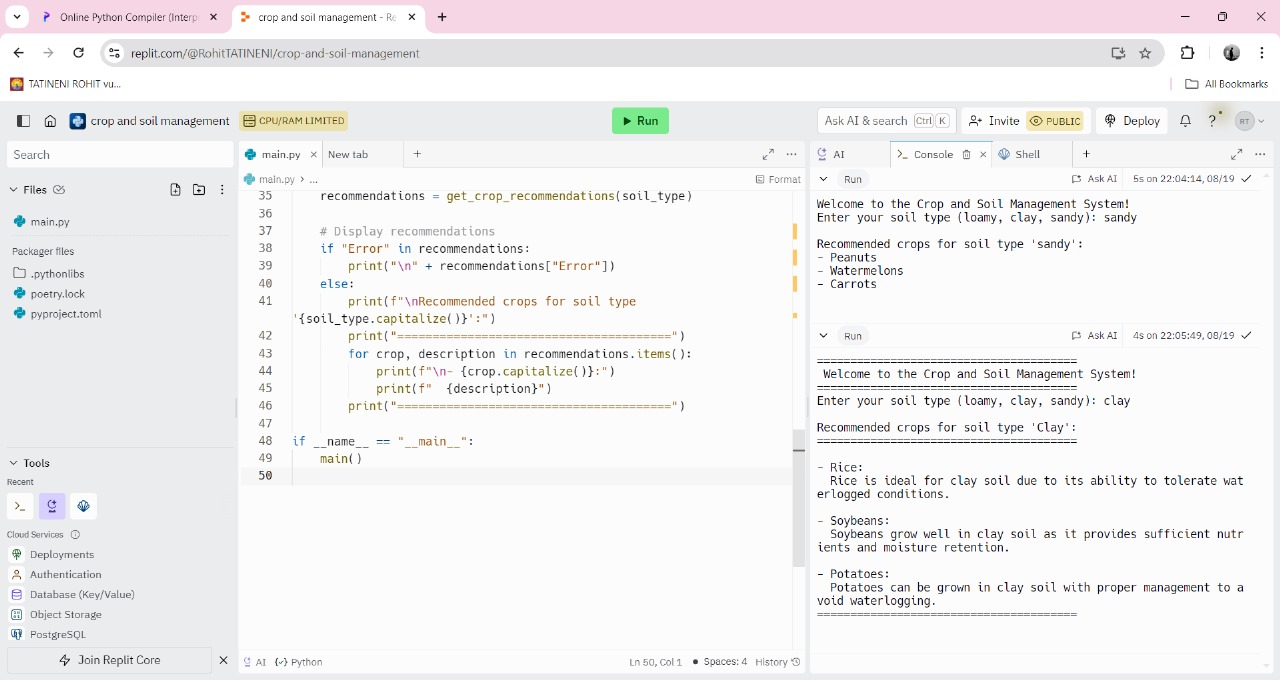 Online Python Compiler (Interp
crop and soil management - Re
replit.com/@RohitTATINENI/crop-and-soil-management
TATINENI ROHIT vu...
All Bookmarks
crop and soil management
CPU/RAM LIMITED
Run
Ask AI & search Ctrl K
Invite
PUBLIC
Deploy
?
RT
Search
Files
main.py
Packager files
.pythonlibs
poetry.lock
pyproject.toml
Tools
Recent
Cloud Services
Deployments
Authentication
Database (Key/Value)
Object Storage
PostgreSQL
Join Replit Core
main.py
New tab
main.py > ...
Format
35 recommendations = get_crop_recommendations(soil_type)
36
37 # Display recommendations
38 if "Error" in recommendations:
39 print("\n" + recommendations["Error"])
40 else:
41 print(f"\nRecommended crops for soil type
'{soil_type.capitalize()}':")
42 print("========================================")
43 for crop, description in recommendations.items():
44 print(f"\n- {crop.capitalize()}:")
45 print(f"  {description}")
46 print("========================================")
47
48 if __name__ == "__main__":
49 main()
50
AI
Python
Ln 50, Col 1
Spaces: 4
History
AI
Console
Shell
Run
Ask AI
5s on 22:04:14, 08/19
Welcome to the Crop and Soil Management System!
Enter your soil type (loamy, clay, sandy): sandy
Recommended crops for soil type 'sandy':
- Peanuts
- Watermelons
- Carrots
Run
Ask AI
4s on 22:05:49, 08/19
=======================================
Welcome to the Crop and Soil Management System!
=======================================
Enter your soil type (loamy, clay, sandy): clay
Recommended crops for soil type 'Clay':
=======================================
- Rice:
Rice is ideal for clay soil due to its ability to tolerate wat
erlogged conditions.
- Soybeans:
Soybeans grow well in clay soil as it provides sufficient nutr
ients and moisture retention.
- Potatoes:
Potatoes can be grown in clay soil with proper management to a
void waterlogging.
=======================================